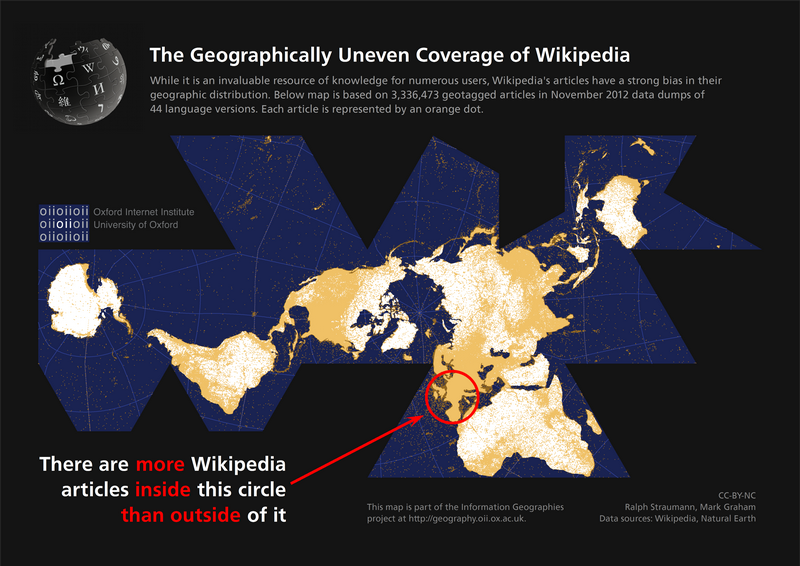 The Geographically Uneven Coverage of Wikipedia
While it is an invaluable resource of knowledge for numerous users, Wikipedia's articles have a strong bias in their
geographic distribution. Below map is based on 3,336,473 geotagged articles in November 2012 data dumps of
44 language versions. Each article is represented by an orange dot.
Ω
W
維
И
oiioiioii Oxford Internet Institute
oiioiioii University of Oxford
oiioiioii
There are more Wikipedia
articles inside this circle
than outside of it
This map is part of the Information Geographies
project at http://geography.oii.ox.ac.uk.
CC-BY-NC
Ralph Straumann, Mark Graham
Data sources: Wikipedia, Natural Earth